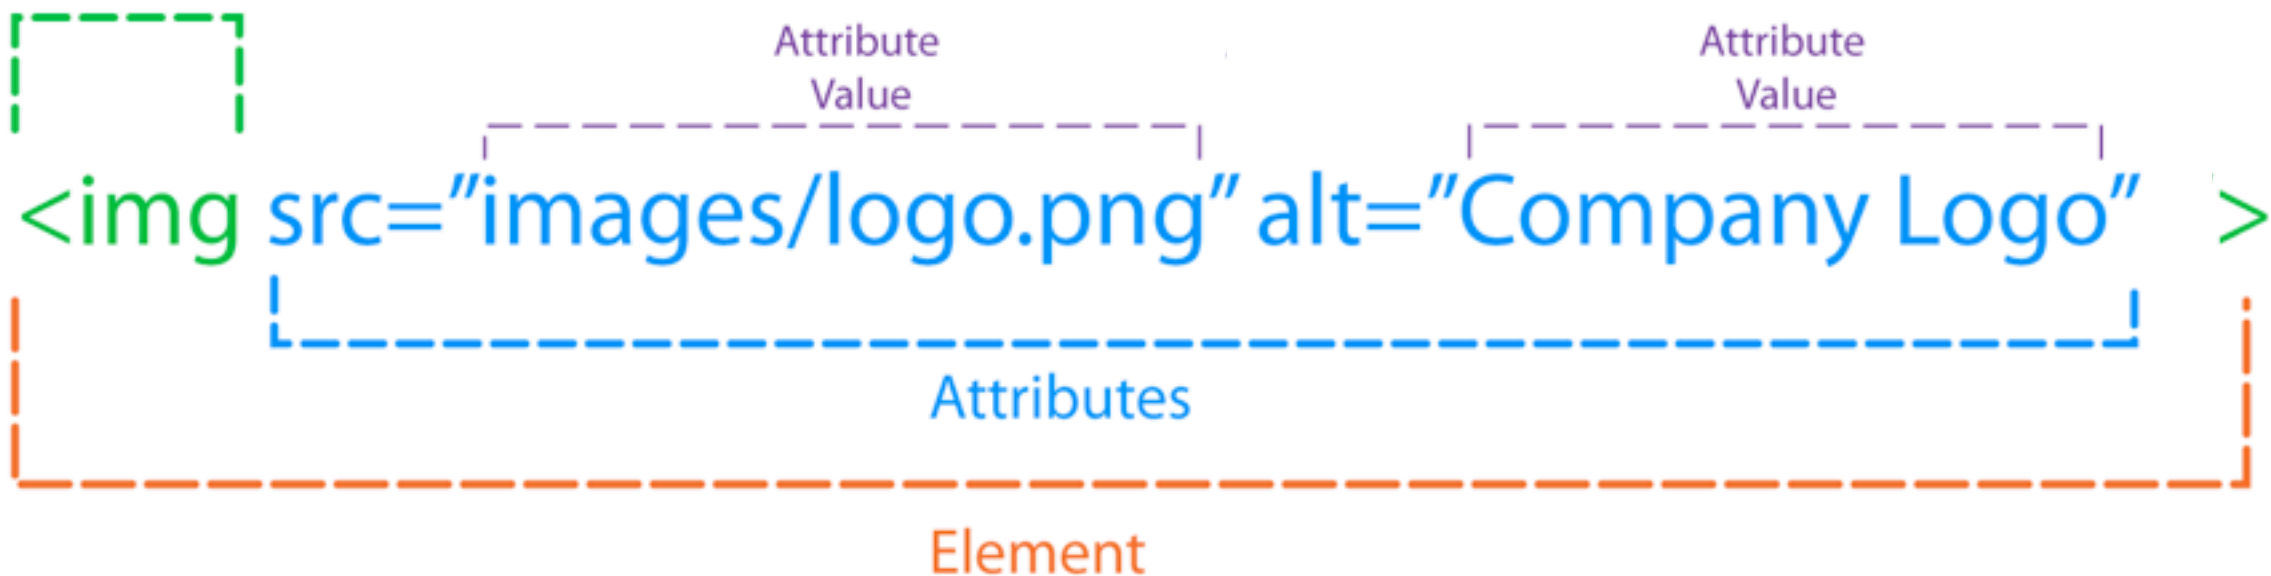 Attribute
Value
Attribute
Value
<img src=”images/logo.png” alt=”Company Logo” >
Attributes
Element